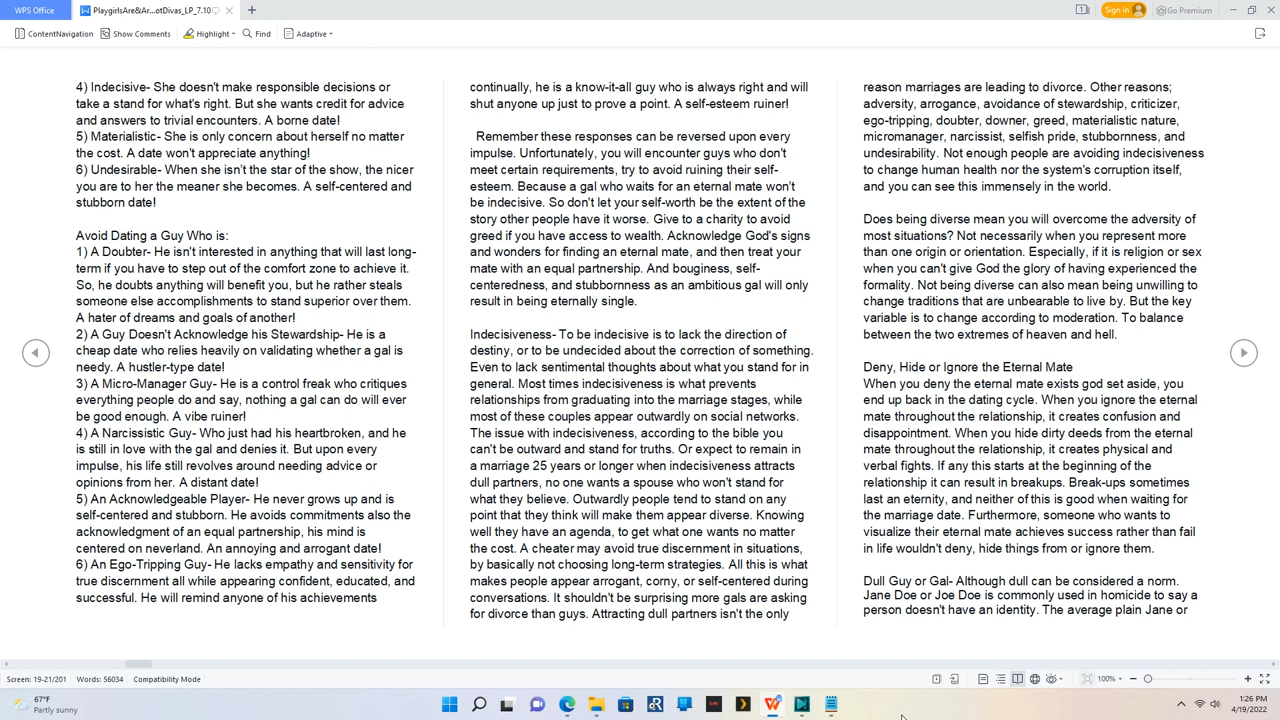 WPS Office
PlaygirlsAre&Ar...otDivas_LP_7.10
1
Sign in
Go Premium
ContentNavigation
Show Comments
Highlight
Find
Adaptive
4) Indecisive- She doesn't make responsible decisions or
take a stand for what's right. But she wants credit for advice
and answers to trivial encounters. A borne date!
5) Materialistic- She is only concern about herself no matter
the cost. A date won't appreciate anything!
6) Undesirable- When she isn't the star of the show, the nicer
you are to her the meaner she becomes. A self-centered and
stubborn date!
Avoid Dating a Guy Who is:
1) A Doubter- He isn't interested in anything that will last long-
term if you have to step out of the comfort zone to achieve it.
So, he doubts anything will benefit you, but he rather steals
someone else accomplishments to stand superior over them.
A hater of dreams and goals of another!
2) A Guy Doesn't Acknowledge his Stewardship- He is a
cheap date who relies heavily on validating whether a gal is
needy. A hustler-type date!
3) A Micro-Manager Guy- He is a control freak who critiques
everything people do and say, nothing a gal can do will ever
be good enough. A vibe ruiner!
4) A Narcissistic Guy- Who just had his heartbroken, and he
is still in love with the gal and denies it. But upon every
impulse, his life still revolves around needing advice or
opinions from her. A distant date!
5) An Acknowledgeable Player- He never grows up and is
self-centered and stubborn. He avoids commitments also the
acknowledgment of an equal partnership, his mind is
centered on neverland. An annoying and arrogant date!
6) An Ego-Tripping Guy- He lacks empathy and sensitivity for
true discernment all while appearing confident, educated, and
successful. He will remind anyone of his achievements
continually, he is a know-it-all guy who is always right and will
shut anyone up just to prove a point. A self-esteem ruiner!
Remember these responses can be reversed upon every
impulse. Unfortunately, you will encounter guys who don't
meet certain requirements, try to avoid ruining their self-
esteem. Because a gal who waits for an eternal mate won't
be indecisive. So don't let your self-worth be the extent of the
story other people have it worse. Give to a charity to avoid
greed if you have access to wealth. Acknowledge God's signs
and wonders for finding an eternal mate, and then treat your
mate with an equal partnership. And bouginess, self-
centeredness, and stubbornness as an ambitious gal will only
result in being eternally single.
Indecisiveness- To be indecisive is to lack the direction of
destiny, or to be undecided about the correction of something.
Even to lack sentimental thoughts about what you stand for in
general. Most times indecisiveness is what prevents
relationships from graduating into the marriage stages, while
most of these couples appear outwardly on social networks.
The issue with indecisiveness, according to the bible you
can't be outward and stand for truths. Or expect to remain in
a marriage 25 years or longer when indecisiveness attracts
dull partners, no one wants a spouse who won't stand for
what they believe. Outwardly people tend to stand on any
point that they think will make them appear diverse. Knowing
well they have an agenda, to get what one wants no matter
the cost. A cheater may avoid true discernment in situations,
by basically not choosing long-term strategies. All this is what
makes people appear arrogant, corny, or self-centered during
conversations. It shouldn't be surprising more gals are asking
for divorce than guys. Attracting dull partners isn't the only
reason marriages are leading to divorce. Other reasons;
adversity, arrogance, avoidance of stewardship, criticizer,
ego-tripping, doubter, downer, greed, materialistic nature,
micromanager, narcissist, selfish pride, stubbornness, and
undesirability. Not enough people are avoiding indecisiveness
to change human health nor the system's corruption itself,
and you can see this immensely in the world.
Does being diverse mean you will overcome the adversity of
most situations? Not necessarily when you represent more
than one origin or orientation. Especially, if it is religion or sex
when you can't give God the glory of having experienced the
formality. Not being diverse can also mean being unwilling to
change traditions that are unbearable to live by. But the key
variable is to change according to moderation. To balance
between the two extremes of heaven and hell.
Deny, Hide or Ignore the Eternal Mate
When you deny the eternal mate exists god set aside, you
end up back in the dating cycle. When you ignore the eternal
mate throughout the relationship, it creates confusion and
disappointment. When you hide dirty deeds from the eternal
mate throughout the relationship, it creates physical and
verbal fights. If any this starts at the beginning of the
relationship it can result in breakups. Break-ups sometimes
last an eternity, and neither of this is good when waiting for
the marriage date. Furthermore, someone who wants to
visualize their eternal mate achieves success rather than fail
in life wouldn't deny, hide things from or ignore them.
Dull Guy or Gal- Although dull can be considered a norm.
Jane Doe or Joe Doe is commonly used in homicide to say a
person doesn't have an identity. The average plain Jane or
Screen: 19-21/201
Words: 56034
Compatibility Mode
100%
67°F
Partly sunny
1:26 PM
4/19/2022